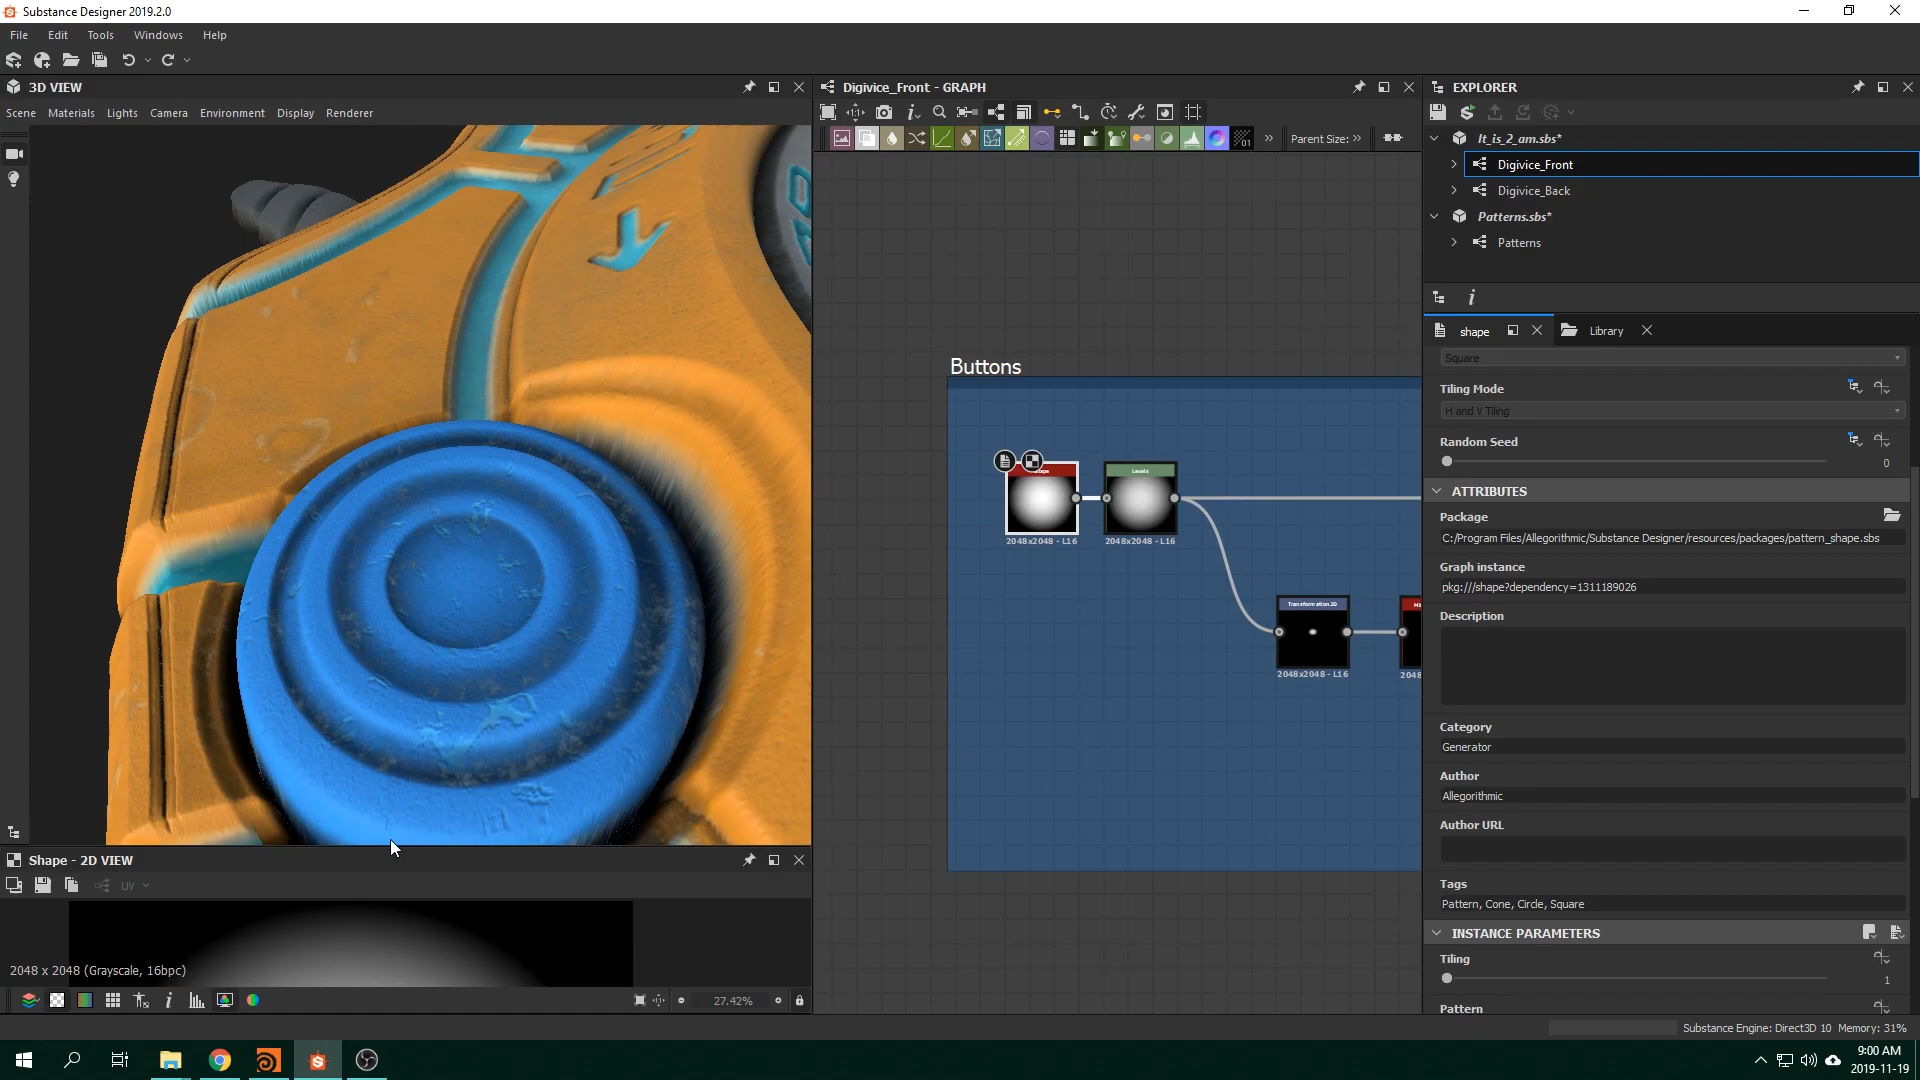 Substance Designer 2019.2.0
File Edit Tools Windows Help
3D VIEW
Scene Materials Lights Camera Environment Display Renderer
Shape - 2D VIEW
UV
2048 x 2048 (Grayscale, 16bpc)
27.42%
Digivice_Front - GRAPH
Parent Size: »
Buttons
Levels
2048x2048 - L16
2048x2048 - L16
Transformation 2D
2048x2048 - L16
2048
EXPLORER
It_is_2_am.sbs*
Digivice_Front
Digivice_Back
Patterns.sbs*
Patterns
shape
Library
Square
Tiling Mode
H and V Tiling
Random Seed
0
ATTRIBUTES
Package
C:/Program Files/Allegorithmic/Substance Designer/resources/packages/pattern_shape.sbs
Graph instance
pkg:///shape?dependency=1311189026
Description
Category
Generator
Author
Allegorithmic
Author URL
Tags
Pattern, Cone, Circle, Square
INSTANCE PARAMETERS
Tiling
1
Pattern
Substance Engine: Direct3D 10 Memory: 31%
9:00 AM
2019-11-19